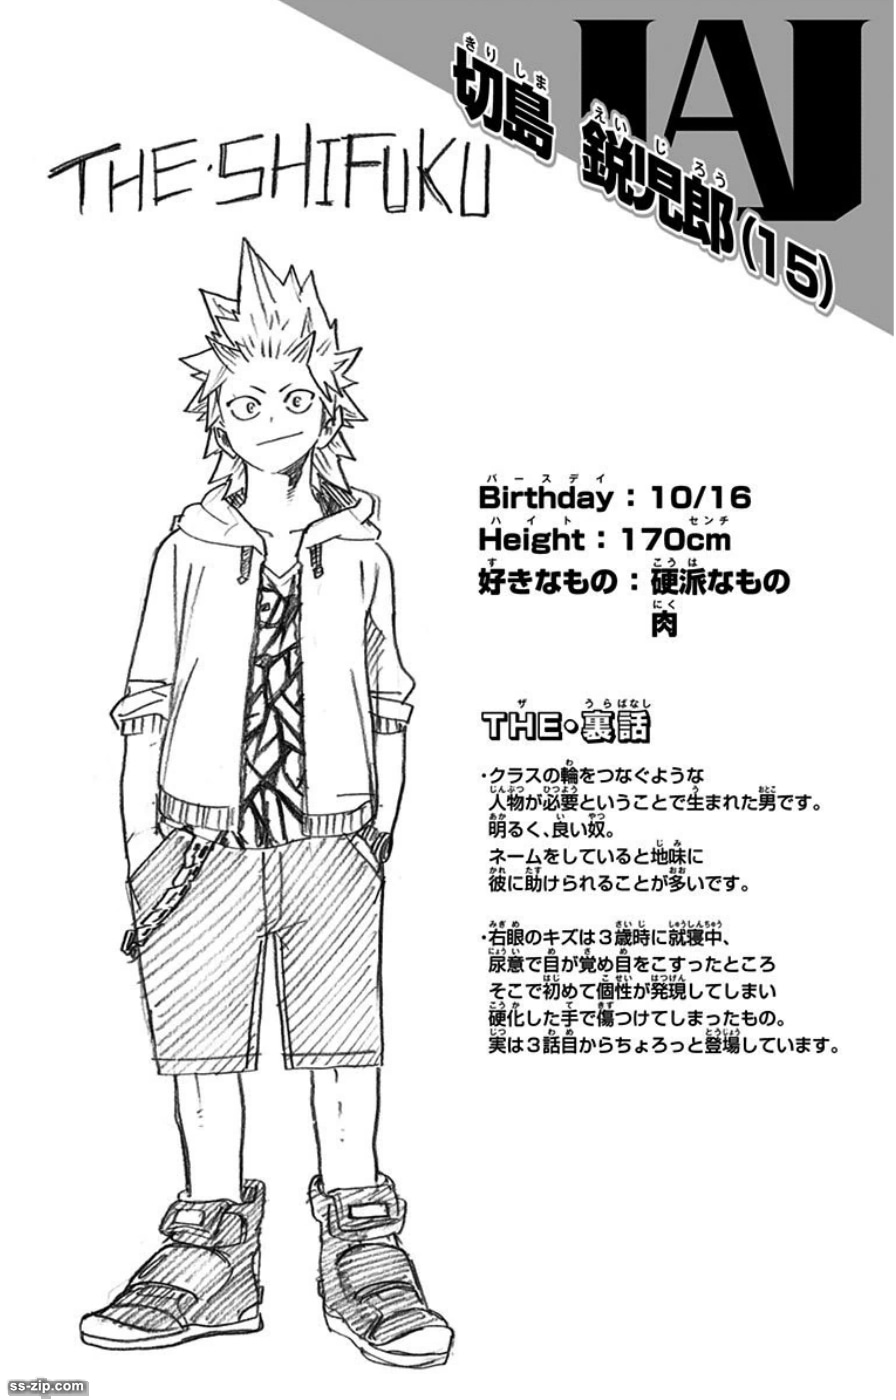 UA
切島 鋭児郎(15)
THE・SHIFUKU
Birthday：10/16
Height：170cm
好きなもの：硬派なもの
肉
THE・裏話
・クラスの輪をつなぐような
人物が必要ということで生まれた男です。
明るく、良い奴。
ネームをしていると地味に
彼に助けられることが多いです。
・右眼のキズは３歳時に就寝中、
尿意で目が覚め目をこすったところ
そこで初めて個性が発現してしまい
硬化した手で傷つけてしまったもの。
実は３話目からちょろっと登場しています。
ss-zip.com